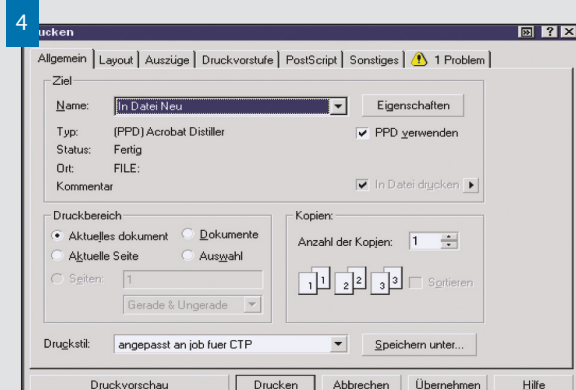 4
ucken
Allgemein Layout Auszüge Druckvorstufe PostScript Sonstiges 1 Problem
Ziel
Name: In Datei Neu Eigenschaften
Typ: (PPD) Acrobat Distiller PPD verwenden
Status: Fertig
Ort: FILE:
Kommentar In Datei drucken
Druckbereich Kopien:
Aktuelles dokument Dokumente Anzahl der Kopien: 1
Aktuelle Seite Auswahl
Seiten: 1 1 1 2 2 3 3 Sortieren
Gerade & Ungerade
Druckstil: angepasst an job fuer CTP Speichern unter...
Druckvorschau Drucken Abbrechen Übernehmen Hilfe